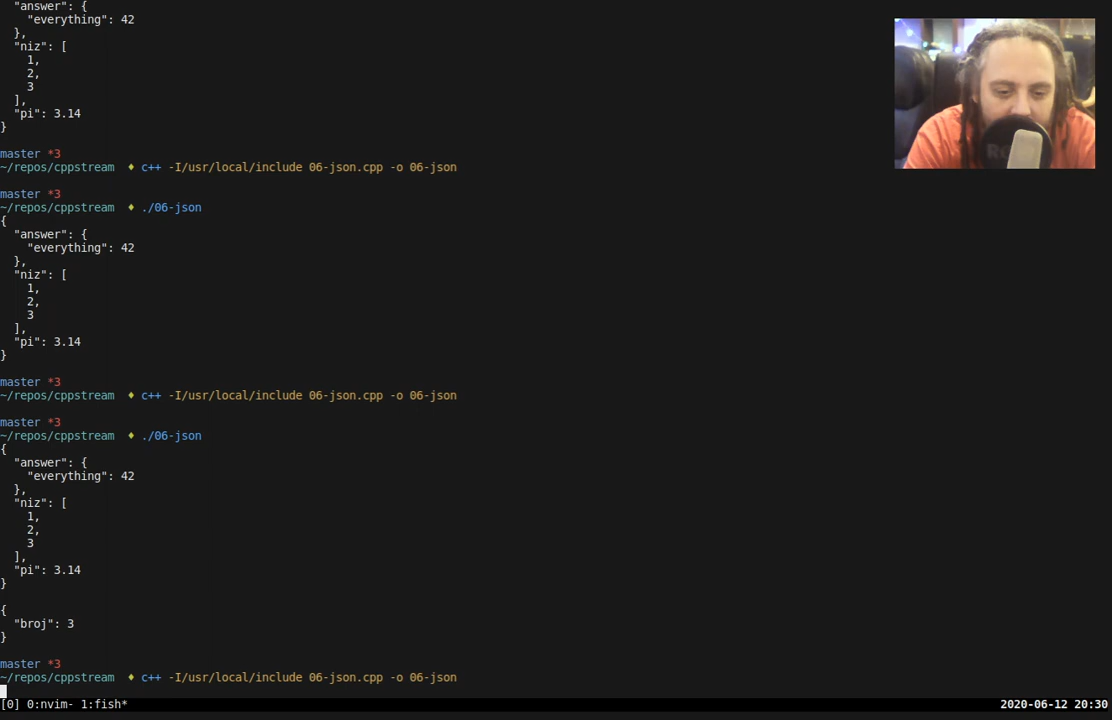 "answer": {
    "everything": 42
  },
  "niz": [
    1,
    2,
    3
  ],
  "pi": 3.14
}
master *3
~/repos/cppstream  ♦ c++ -I/usr/local/include 06-json.cpp -o 06-json
master *3
~/repos/cppstream  ♦ ./06-json
{
  "answer": {
    "everything": 42
  },
  "niz": [
    1,
    2,
    3
  ],
  "pi": 3.14
}
master *3
~/repos/cppstream  ♦ c++ -I/usr/local/include 06-json.cpp -o 06-json
master *3
~/repos/cppstream  ♦ ./06-json
{
  "answer": {
    "everything": 42
  },
  "niz": [
    1,
    2,
    3
  ],
  "pi": 3.14
}
{
  "broj": 3
}
master *3
~/repos/cppstream  ♦ c++ -I/usr/local/include 06-json.cpp -o 06-json
[0] 0:nvim- 1:fish* 2020-06-12 20:30